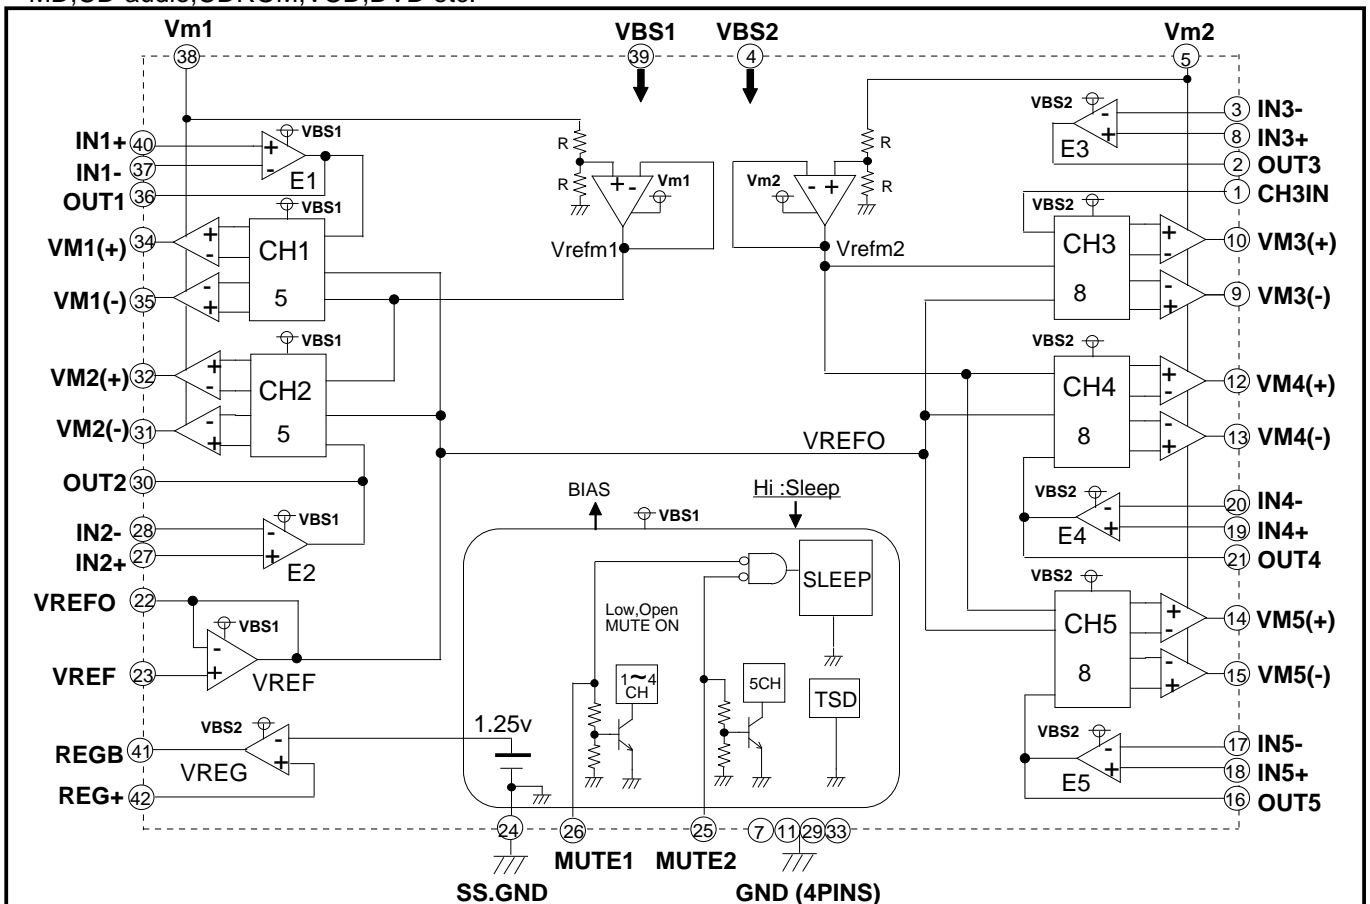 MD,CD-audio,CDROM,VCD,DVD etc.
Vm1 VBS1 VBS2 Vm2
38 39 4 5
IN1+ 40 + VBS1
IN1- 37 - E1
OUT1 36
VBS1
VM1(+) 34 + - CH1
VM1(-) 35 - + 5
VBS1
VM2(+) 32 + - CH2
VM2(-) 31 - + 5
OUT2 30
IN2- 28 - VBS1
IN2+ 27 + E2
VREFO 22
VBS1
VREF 23 - + VREF
REGB 41 VBS2 -
REG+ 42 + VREG
1.25v
R R + - Vm1
Vrefm1
R R - + Vm2
Vrefm2
VREFO
BIAS
VBS1
Hi :Sleep
SLEEP
Low,Open
MUTE ON
1~4
CH
5CH
TSD
VBS2 - 3 IN3-
+ 8 IN3+
E3 2 OUT3
1 CH3IN
VBS2
CH3 + - 10 VM3(+)
8 - + 9 VM3(-)
VBS2
CH4 + - 12 VM4(+)
8 - + 13 VM4(-)
VBS2 - 20 IN4-
+ 19 IN4+
E4 21 OUT4
VBS2
CH5 + - 14 VM5(+)
8 - + 15 VM5(-)
VBS2 - 17 IN5-
+ 18 IN5+
E5 16 OUT5
24 26 25 7 11 29 33
MUTE1 MUTE2
SS.GND GND (4PINS)